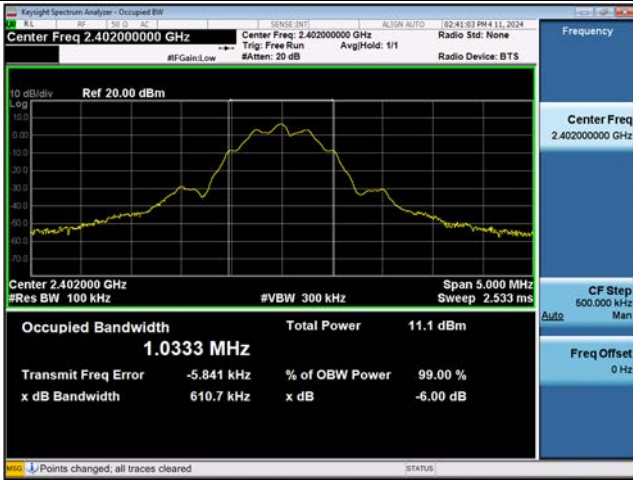 Keysight Spectrum Analyzer - Occupied BW
RL RF 50 Ω AC SENSE:INT ALIGN AUTO 02:41:03 PM 4 11, 2024
Center Freq 2.402000000 GHz
Center Freq: 2.402000000 GHz
Radio Std: None
Trig: Free Run Avg|Hold: 1/1
#IFGain:Low
#Atten: 20 dB
Radio Device: BTS
Frequency
10 dB/div Ref 20.00 dBm
Log
10.0
0.00
-10.0
-20.0
-30.0
-40.0
-50.0
-60.0
-70.0
Center 2.402000 GHz
Span 5.000 MHz
#Res BW 100 kHz
#VBW 300 kHz
Sweep 2.533 ms
Center Freq
2.402000000 GHz
CF Step
500.000 kHz
Auto Man
Freq Offset
0 Hz
Occupied Bandwidth
Total Power 11.1 dBm
1.0333 MHz
Transmit Freq Error -5.841 kHz % of OBW Power 99.00 %
x dB Bandwidth 610.7 kHz x dB -6.00 dB
MSG Points changed; all traces cleared STATUS